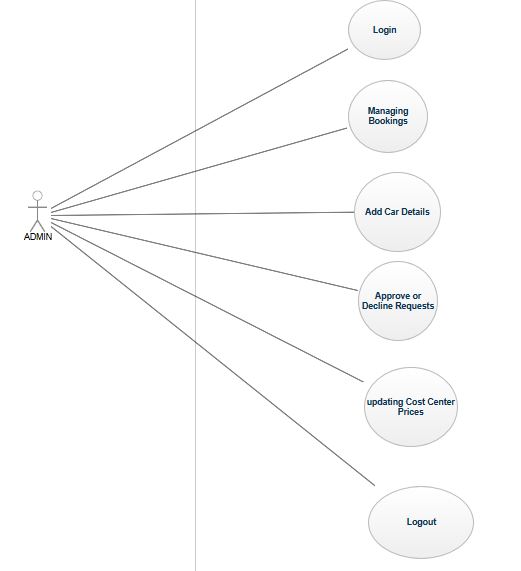 Login
Managing
Bookings
Add Car Details
ADMIN
Approve or
Decline Requests
updating Cost Center
Prices
Logout